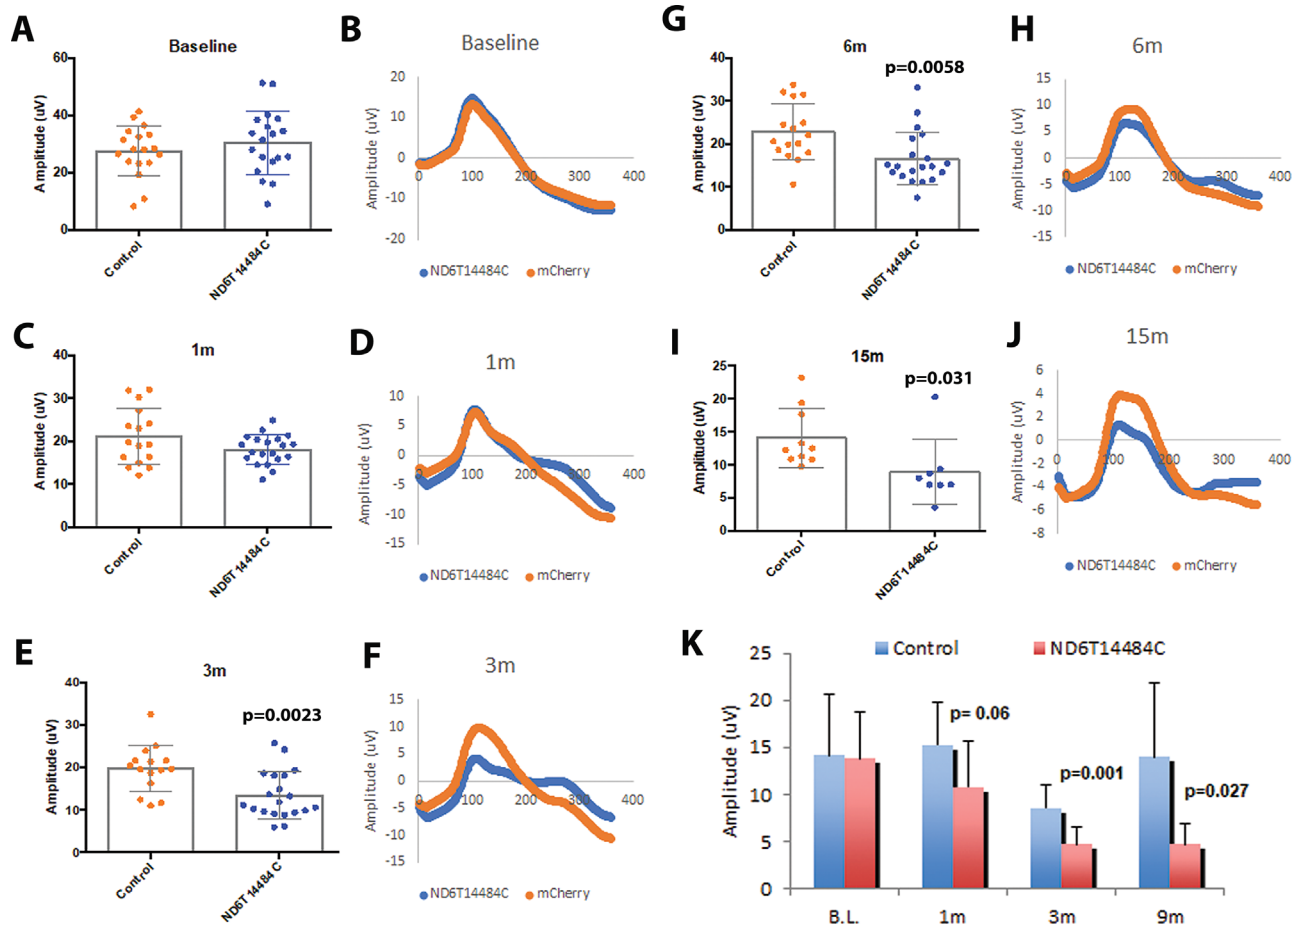 A
Baseline
Amplitude (uV)
60
40
20
0
Control
ND6T14484C
B
Baseline
Amplitude (uV)
20
10
0
-10
-20
0
100
200
300
400
ND6T14484C
mCherry
C
1m
Amplitude (uV)
40
30
20
10
0
Control
ND6T14484C
D
1m
Amplitude (uV)
10
5
0
-5
-10
-15
0
100
200
300
400
ND6T14484C
mCherry
E
3m
p=0.0023
Amplitude (uV)
40
30
20
10
0
Control
ND6T14484C
F
3m
Amplitude (uV)
15
10
5
0
-5
-10
-15
0
100
200
300
400
ND6T14484C
mCherry
G
6m
p=0.0058
Amplitude (uV)
40
30
20
10
0
Control
ND6T14484C
H
6m
Amplitude (uV)
15
10
5
0
-5
-10
-15
0
100
200
300
400
ND6T14484C
mCherry
I
15m
p=0.031
Amplitude (uV)
25
20
15
10
5
0
Control
ND6T14484C
J
15m
Amplitude (uV)
6
4
2
0
-2
-4
-6
-8
0
100
200
300
400
ND6T14484C
mCherry
K
Control
ND6T14484C
Amplitude (uV)
25
20
15
10
5
0
p= 0.06
p=0.001
p=0.027
B.L.
1m
3m
9m